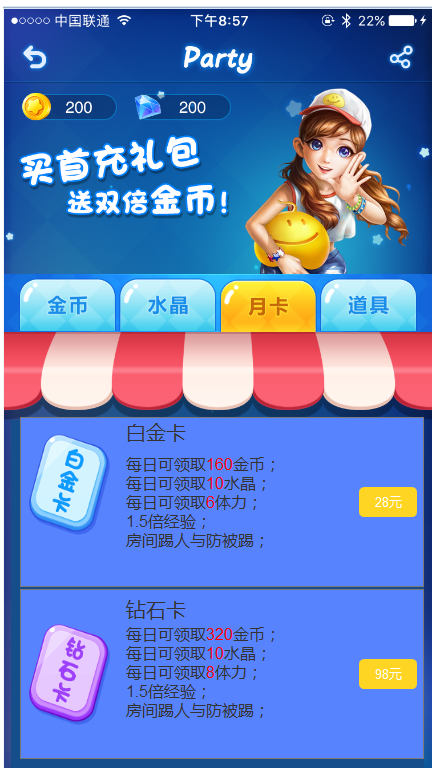 中国联通 下午8:57 22%
Party
200 200
买首充礼包
送双倍金币!
金币 水晶 月卡 道具
白金卡
白金卡
每日可领取160金币；
每日可领取10水晶；
每日可领取6体力；
1.5倍经验；
房间踢人与防被踢；
28元
钻石卡
钻石卡
每日可领取320金币；
每日可领取10水晶；
每日可领取8体力；
1.5倍经验；
房间踢人与防被踢；
98元